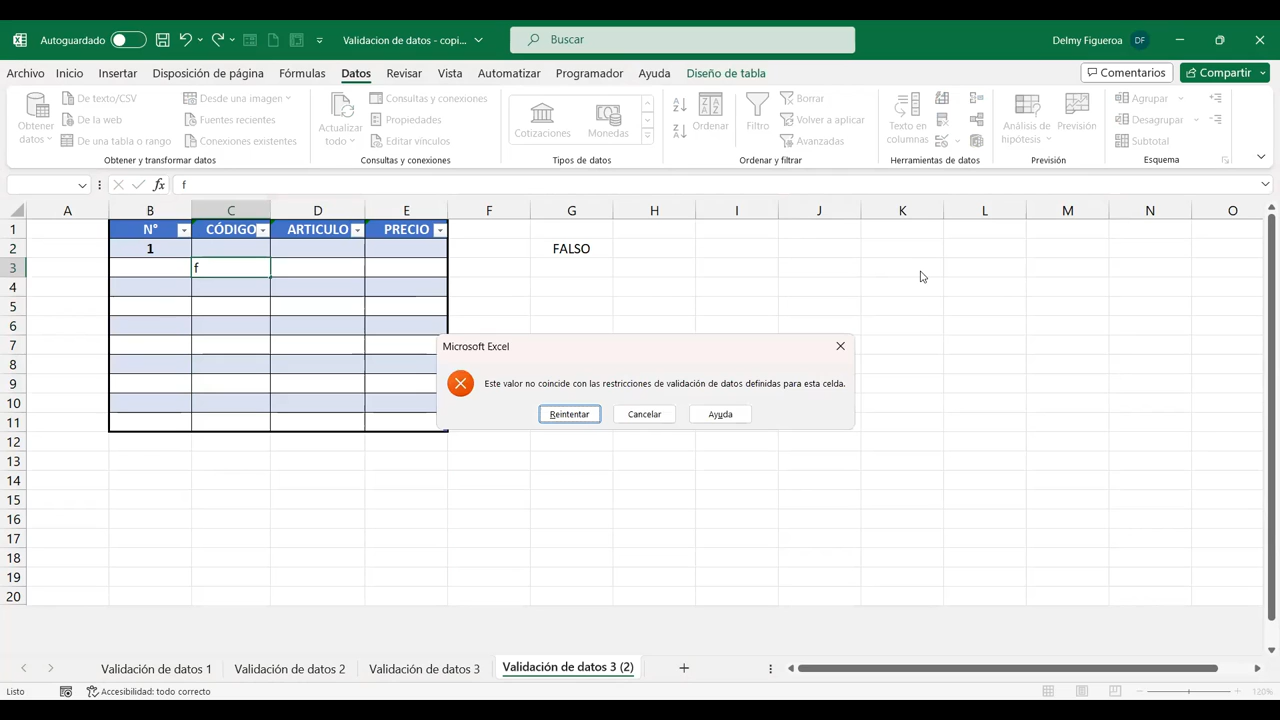 Autoguardado
Validacion de datos - copi...
Buscar
Delmy Figueroa
DF
Archivo Inicio Insertar Disposición de página Fórmulas Datos Revisar Vista Automatizar Programador Ayuda Diseño de tabla
Comentarios
Compartir
Obtener datos
De texto/CSV
De la web
De una tabla o rango
Desde una imagen
Fuentes recientes
Conexiones existentes
Obtener y transformar datos
Actualizar todo
Consultas y conexiones
Propiedades
Editar vínculos
Consultas y conexiones
Cotizaciones
Monedas
Tipos de datos
Ordenar
Filtro
Borrar
Volver a aplicar
Avanzadas
Ordenar y filtrar
Texto en columnas
Herramientas de datos
Análisis de hipótesis
Previsión
Previsión
Agrupar
Desagrupar
Subtotal
Esquema
fx f
A B C D E F G H I J K L M N O
1 N° CÓDIGO ARTICULO PRECIO
2 1 FALSO
3 f
4
5
6
7
8
9
10
11
12
13
14
15
16
17
18
19
20
Microsoft Excel
Este valor no coincide con las restricciones de validación de datos definidas para esta celda.
Reintentar Cancelar Ayuda
Validación de datos 1 Validación de datos 2 Validación de datos 3 Validación de datos 3 (2)
Listo
Accesibilidad: todo correcto
120%